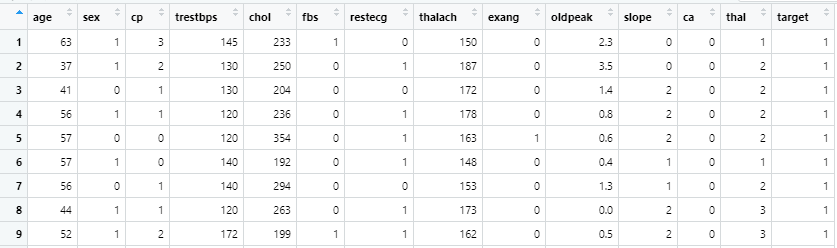 age sex cp trestbps chol fbs restecg thalach exang oldpeak slope ca thal target
1 63 1 3 145 233 1 0 150 0 2.3 0 0 1 1
2 37 1 2 130 250 0 1 187 0 3.5 0 0 2 1
3 41 0 1 130 204 0 0 172 0 1.4 2 0 2 1
4 56 1 1 120 236 0 1 178 0 0.8 2 0 2 1
5 57 0 0 120 354 0 1 163 1 0.6 2 0 2 1
6 57 1 0 140 192 0 1 148 0 0.4 1 0 1 1
7 56 0 1 140 294 0 0 153 0 1.3 1 0 2 1
8 44 1 1 120 263 0 1 173 0 0.0 2 0 3 1
9 52 1 2 172 199 1 1 162 0 0.5 2 0 3 1